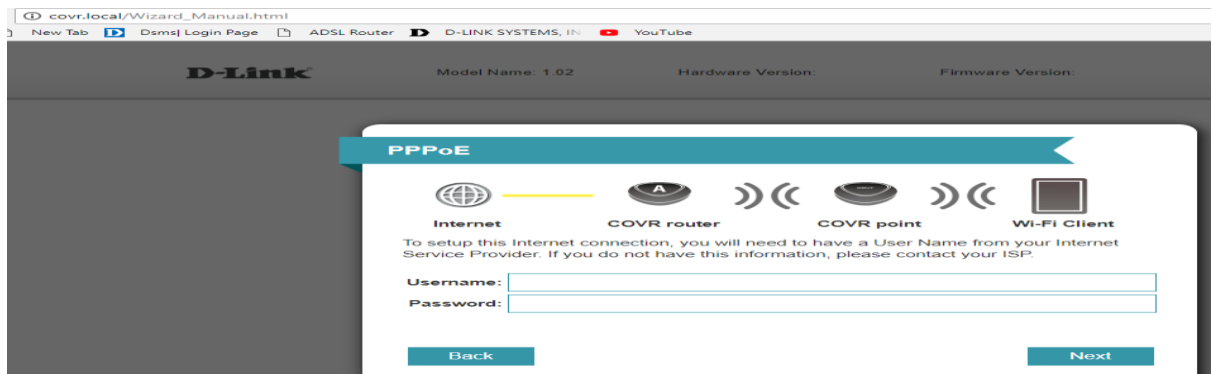 covr.local/Wizard_Manual.html
New Tab Dsms| Login Page ADSL Router D-LINK SYSTEMS, IN YouTube
D-Link Model Name: 1.02 Hardware Version: Firmware Version:
PPPoE
A
Internet COVR router COVR point Wi-Fi Client
To setup this Internet connection, you will need to have a User Name from your Internet
Service Provider. If you do not have this information, please contact your ISP.
Username:
Password:
Back Next